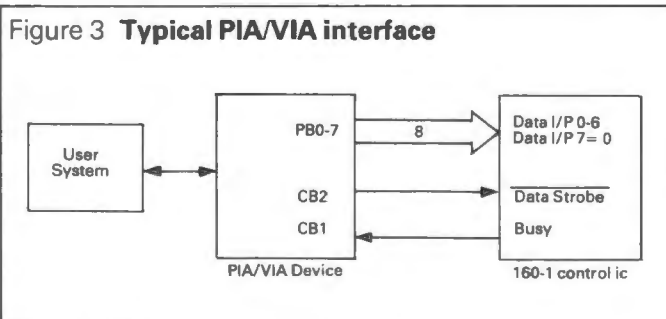 Figure 3 Typical PIA/VIA interface
User
System
PB0-7
CB2
CB1
PIA/VIA Device
8
Data I/P 0-6
Data I/P 7= 0
Data Strobe
Busy
160-1 control ic